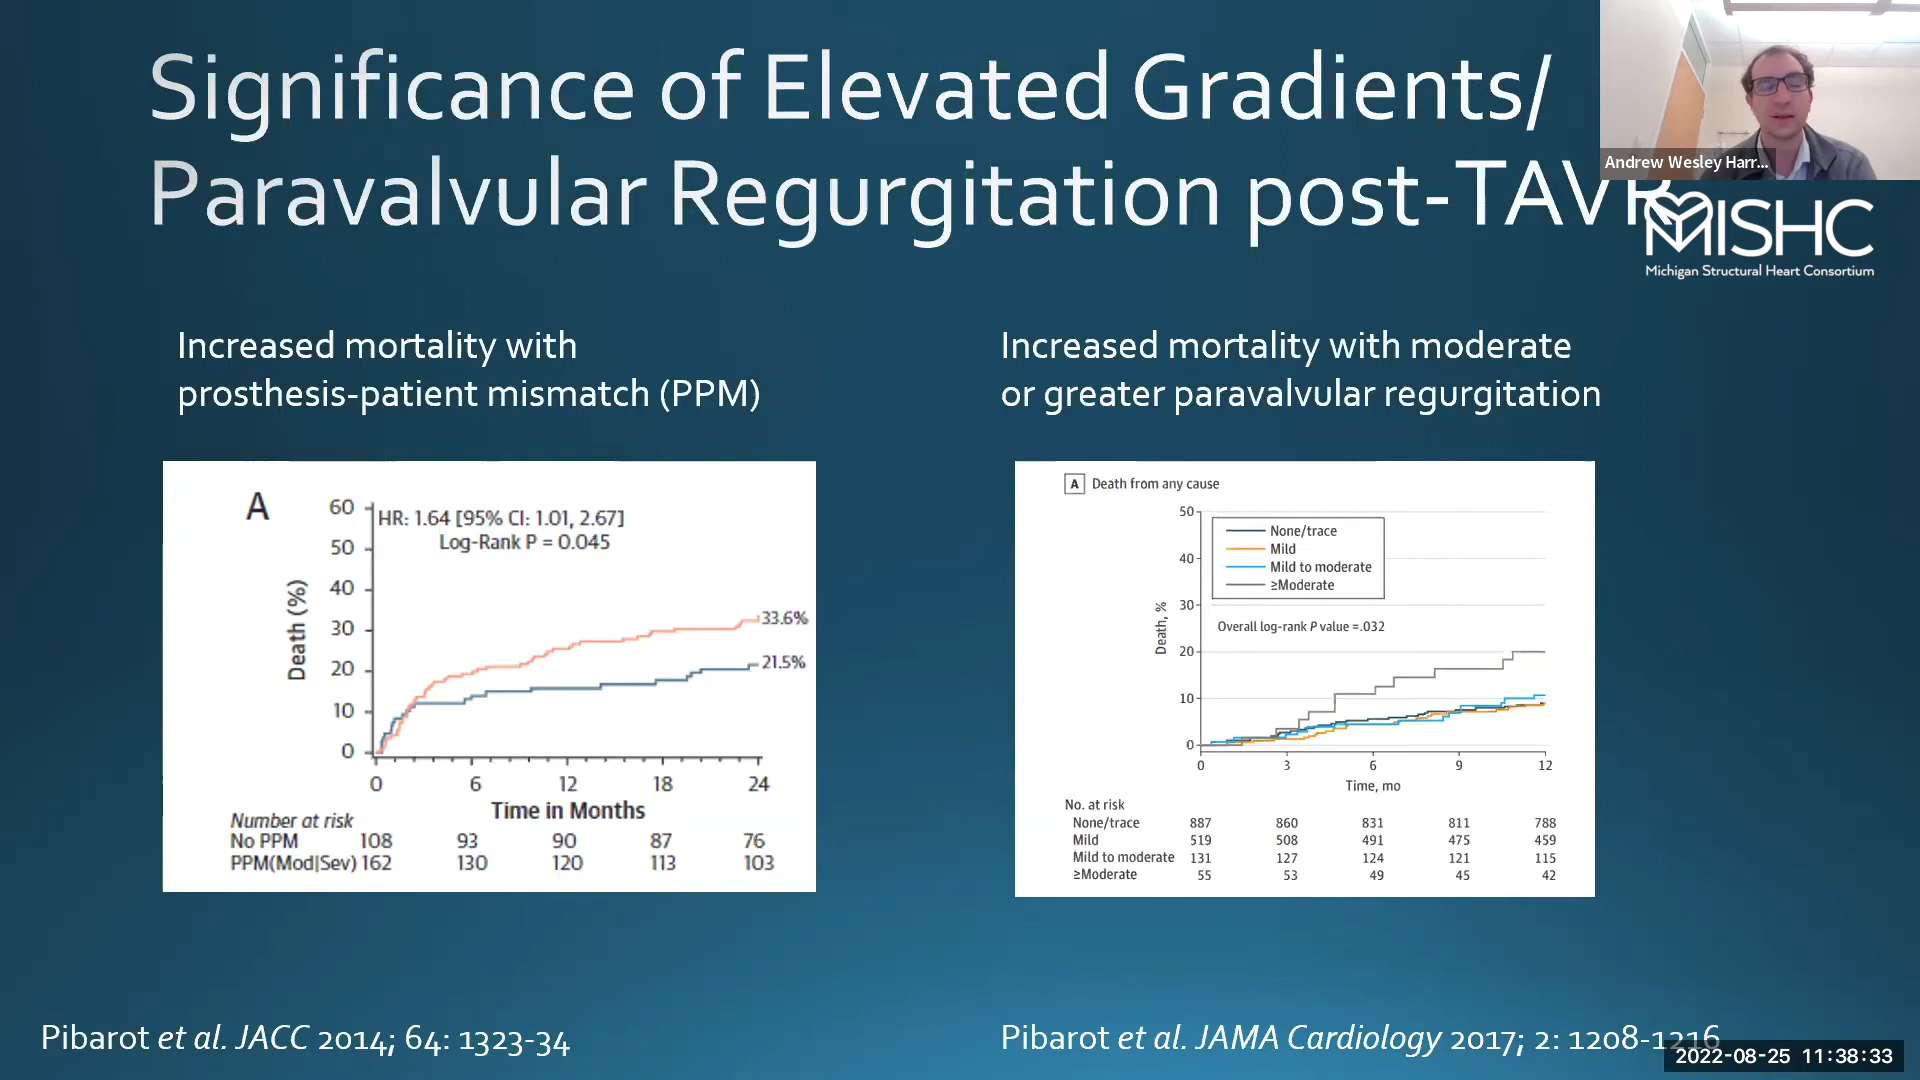 Significance of Elevated Gradients/
Paravalvular Regurgitation post-TAVR
Andrew Wesley Harr...
MISHC
Michigan Structural Heart Consortium
Increased mortality with
prosthesis-patient mismatch (PPM)
Increased mortality with moderate
or greater paravalvular regurgitation
A
HR: 1.64 [95% CI: 1.01, 2.67]
Log-Rank P = 0.045
Death (%)
60
50
40
30
20
10
0
33.6%
21.5%
0 6 12 18 24
Time in Months
Number at risk
No PPM 108 93 90 87 76
PPM(Mod|Sev) 162 130 120 113 103
A Death from any cause
None/trace
Mild
Mild to moderate
≥Moderate
Overall log-rank P value =.032
Death, %
50
40
30
20
10
0
0 3 6 9 12
Time, mo
No. at risk
None/trace 887 860 831 811 788
Mild 519 508 491 475 459
Mild to moderate 131 127 124 121 115
≥Moderate 55 53 49 45 42
Pibarot et al. JACC 2014; 64: 1323-34
Pibarot et al. JAMA Cardiology 2017; 2: 1208-1216
2022-08-25 11:38:33